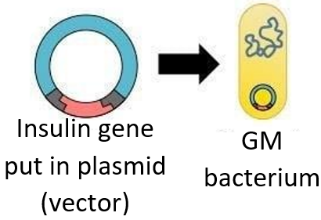 Insulin gene
put in plasmid
(vector)
GM
bacterium